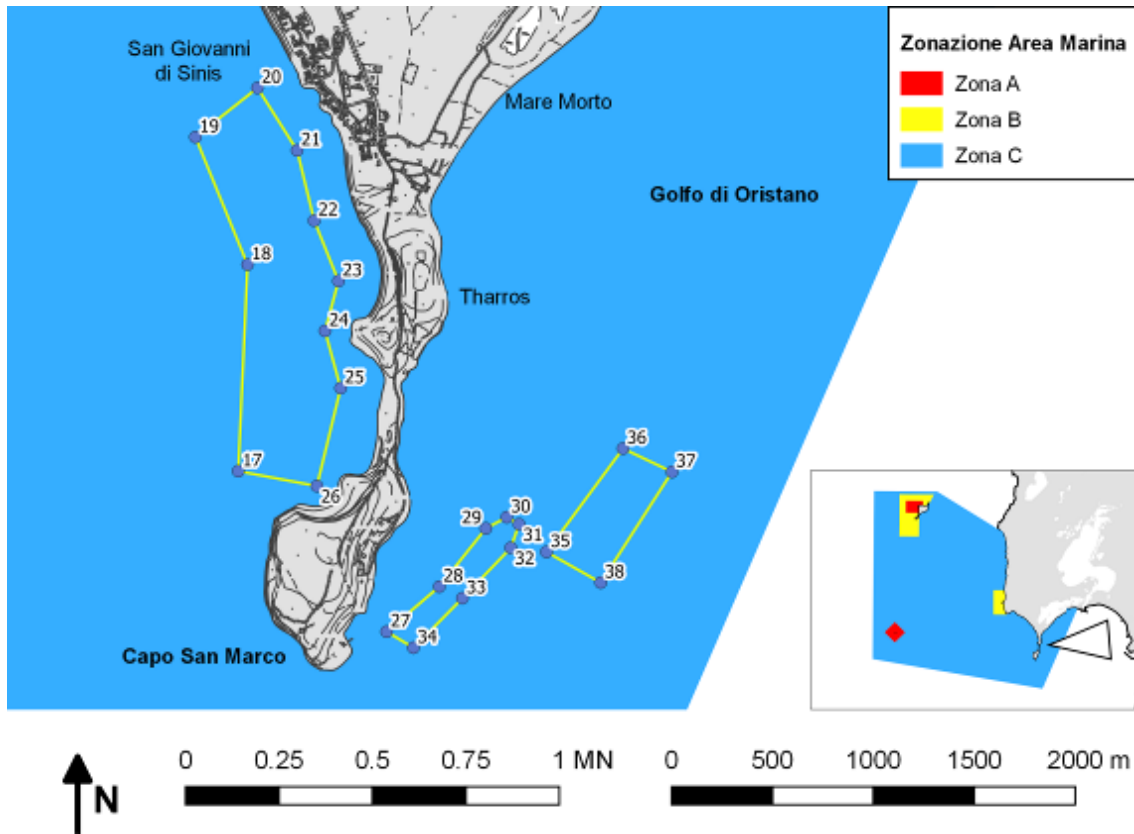 San Giovanni
di Sinis
20
19
21
22
18
23
24
25
17
26
Mare Morto
Golfo di Oristano
Tharros
36
37
30
29
31
35
32
28
38
33
27
34
Capo San Marco
Zonazione Area Marina
Zona A
Zona B
Zona C
N
0 0.25 0.5 0.75 1 MN
0 500 1000 1500 2000 m